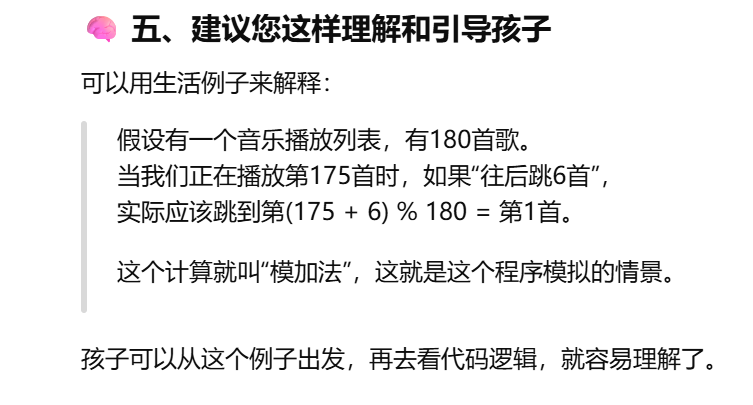 🧠 五、建议您这样理解和引导孩子
可以用生活例子来解释：
假设有一个音乐播放列表，有180首歌。
当我们正在播放第175首时，如果“往后跳6首”，
实际应该跳到第(175 + 6) % 180 = 第1首。
这个计算就叫“模加法”，这就是这个程序模拟的情景。
孩子可以从这个例子出发，再去看代码逻辑，就容易理解了。